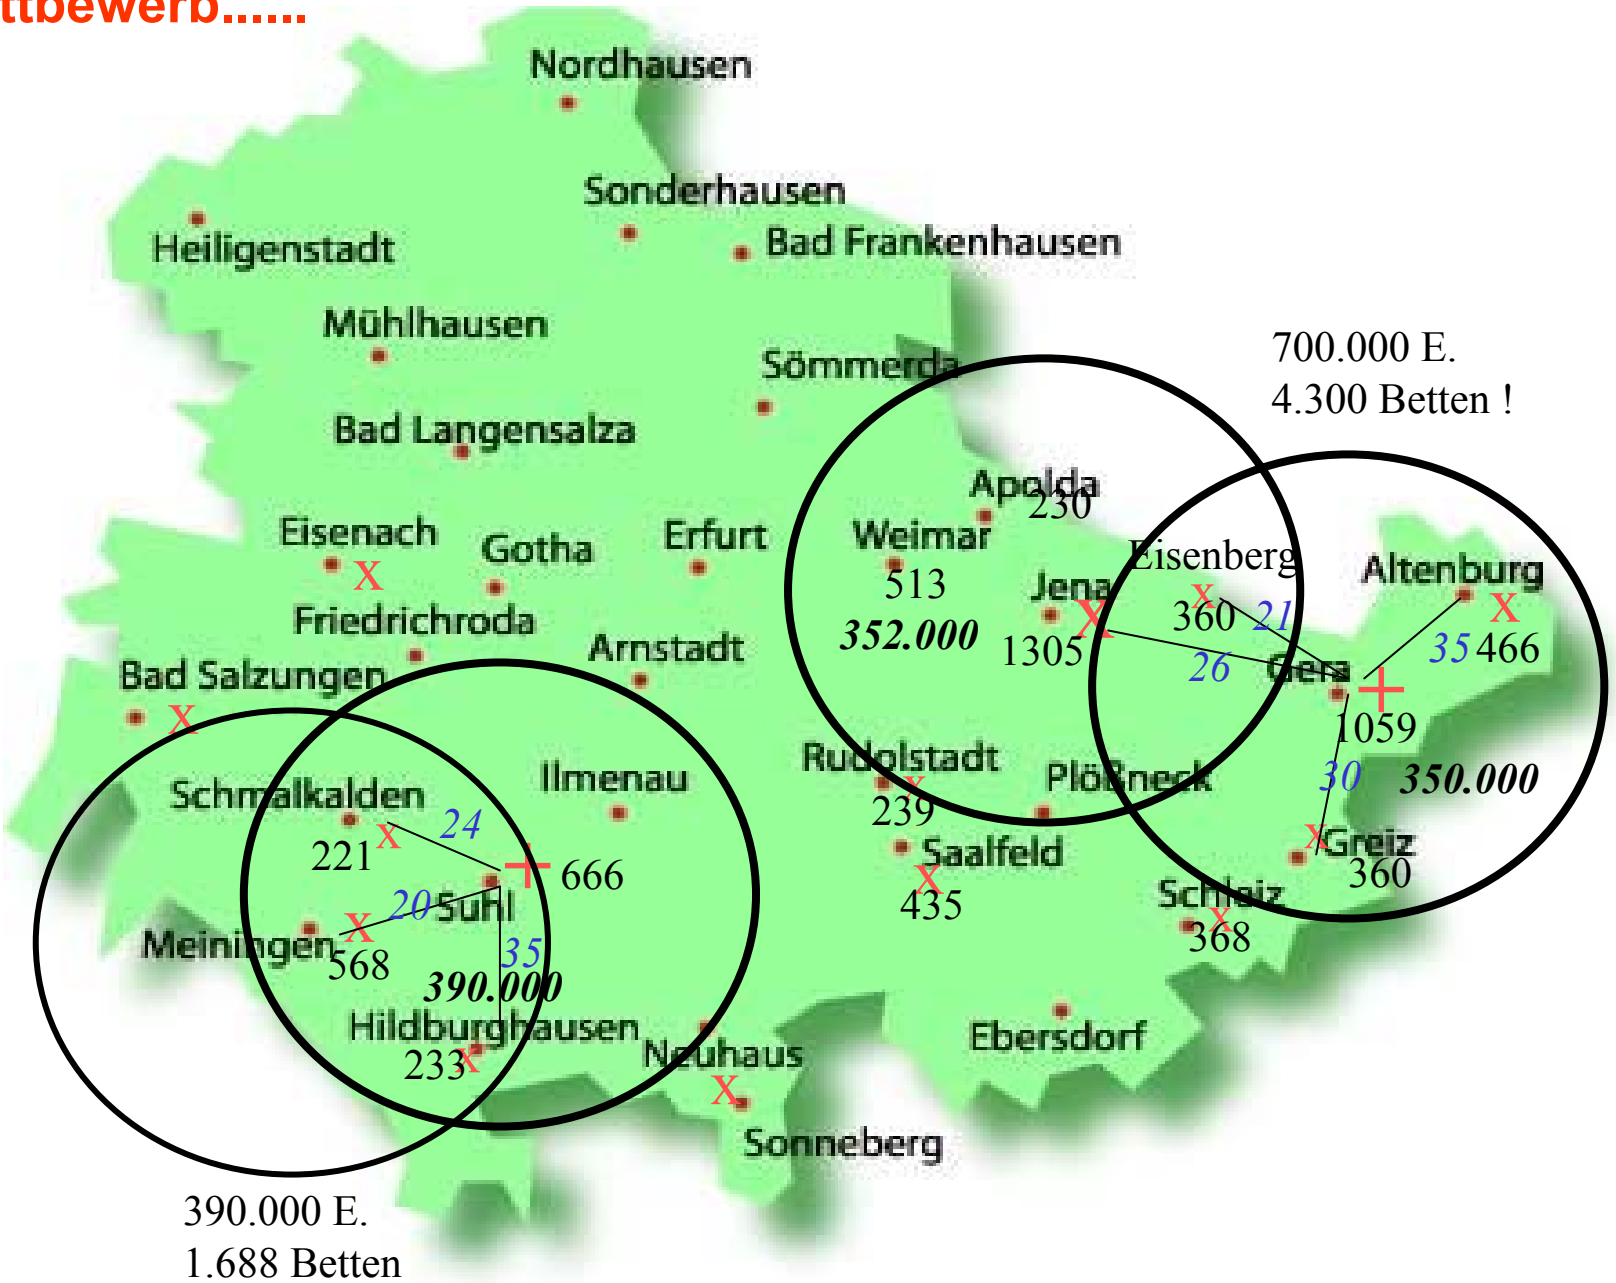 ttbewerb......
Nordhausen
Sonderhausen
Heiligenstadt
Bad Frankenhausen
Mühlhausen
700.000 E.
4.300 Betten !
Sömmerda
Bad Langensalza
Apolda
230
Eisenach
Gotha
Erfurt
Weimar
513
Eisenberg
360
21
Altenburg
X
X
X
Jena
X
1305
352.000
26
35
466
Friedrichroda
Arnstadt
Bad Salzungen
X
Gera
1059
Rudolstadt
X
239
Plößneck
30
350.000
Schmalkalden
X
221
24
Ilmenau
666
Suhl
20
Saalfeld
X
435
X
Greiz
360
Schleiz
X
368
Meiningen
X
568
35
390.000
Hildburghausen
233
X
Neuhaus
X
Ebersdorf
Sonneberg
390.000 E.
1.688 Betten